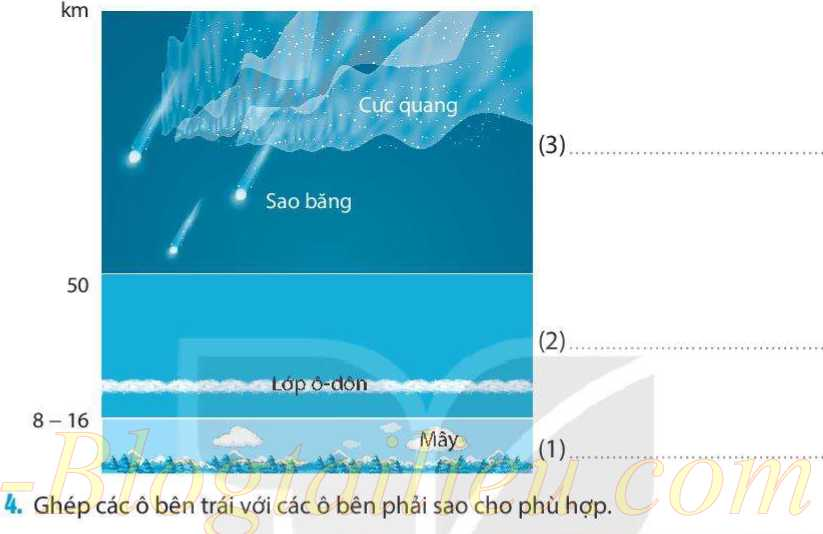 km
Cực quang
(3)
Sao băng
50
(2)
Lớp ô-dôn
8 – 16
Mây
(1)
-Blogtailieu.com
4. Ghép các ô bên trái với các ô bên phải sao cho phù hợp.